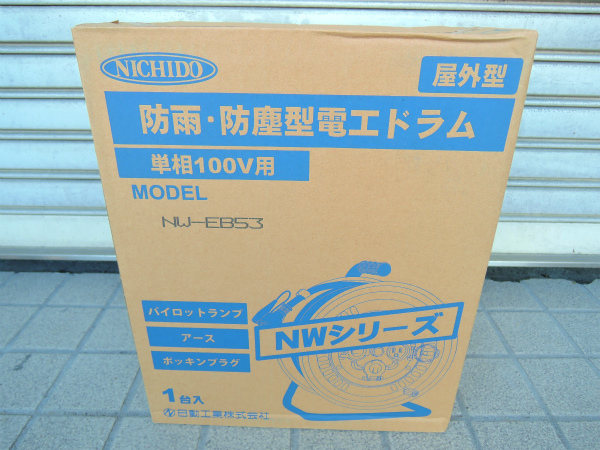 NICHIDO
屋外型
防雨・防塵型電工ドラム
単相100V用
MODEL
NW-EB53
パイロットランプ
アース
ポッキンプラグ
NWシリーズ
1台入
日動工業株式会社